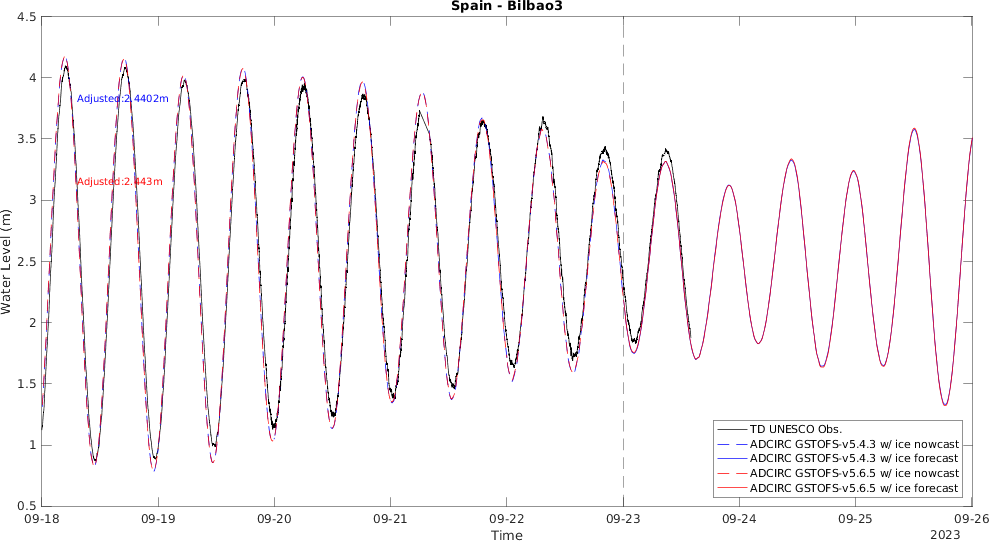 Spain - Bilbao3
4.5
4
3.5
3
2.5
2
1.5
1
0.5
Water Level (m)
Adjusted:2.4402m
Adjusted:2.443m
TD UNESCO Obs.
ADCIRC GSTOFS-v5.4.3 w/ ice nowcast
ADCIRC GSTOFS-v5.4.3 w/ ice forecast
ADCIRC GSTOFS-v5.6.5 w/ ice nowcast
ADCIRC GSTOFS-v5.6.5 w/ ice forecast
09-18 09-19 09-20 09-21 09-22 09-23 09-24 09-25 09-26
Time
2023